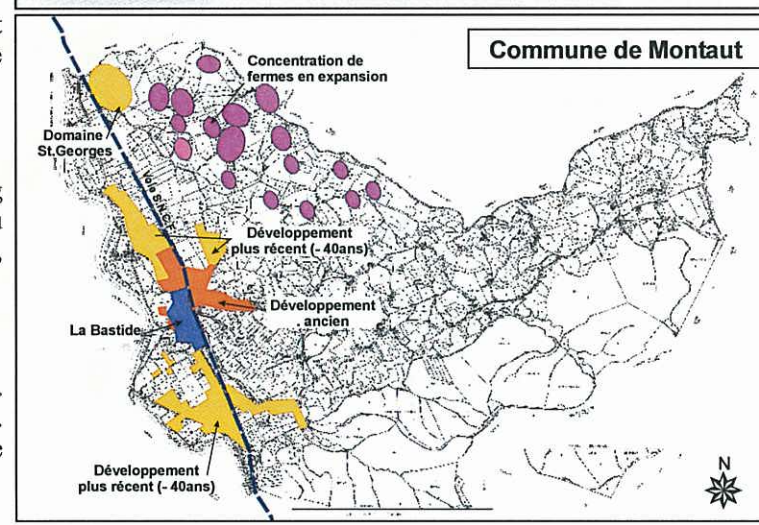 Commune de Montaut
Concentration de
fermes en expansion
Domaine
St.Georges
Développement
plus récent (- 40ans)
La Bastide
Développement
ancien
Développement
plus récent (- 40ans)
N